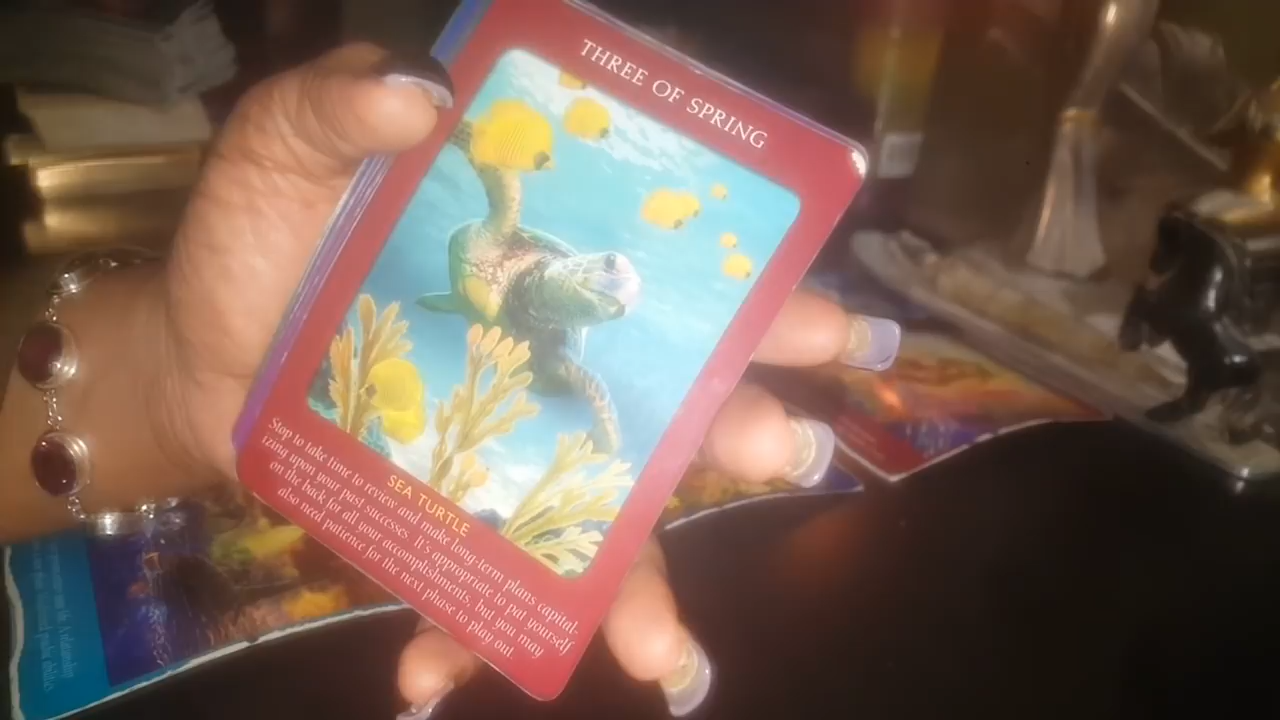 THREE OF SPRING
SEA TURTLE
Stop to take time to review and make long-term plans capital-
izing upon your past successes. It's appropriate to pat yourself
on the back for all your accomplishments, but you may
also need patience for the next phase to play out.